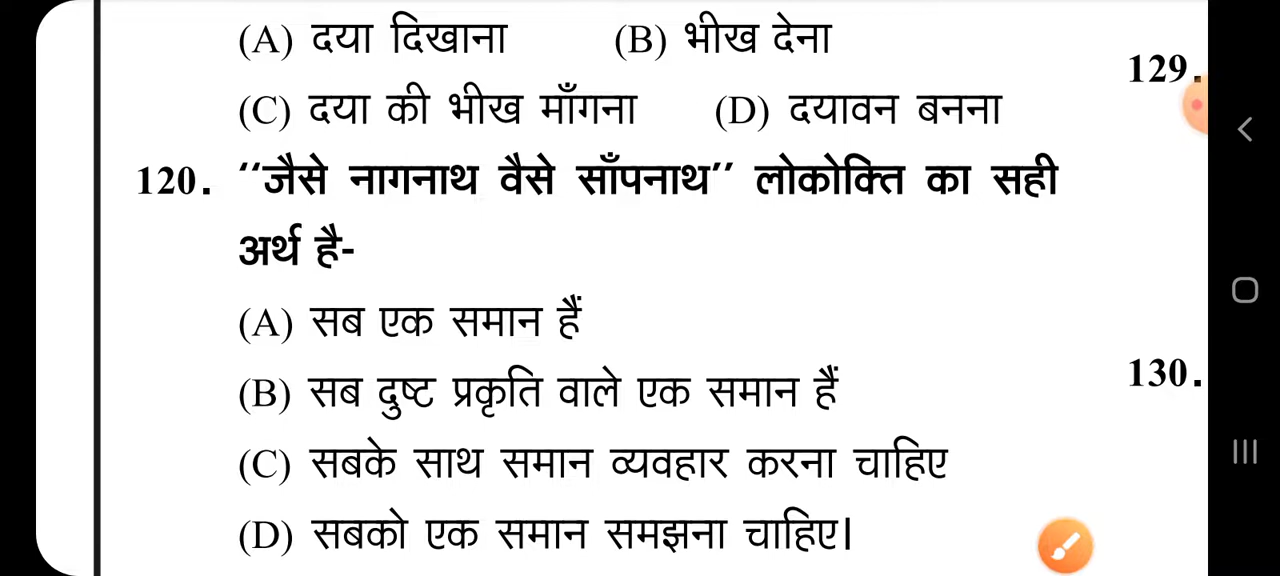 (A) दया दिखाना (B) भीख देना
(C) दया की भीख माँगना (D) दयावन बनना
120. ‘‘जैसे नागनाथ वैसे साँपनाथ’’ लोकोक्ति का सही
अर्थ है-
(A) सब एक समान हैं
(B) सब दुष्ट प्रकृति वाले एक समान हैं
(C) सबके साथ समान व्यवहार करना चाहिए
(D) सबको एक समान समझना चाहिए।
129.
130.